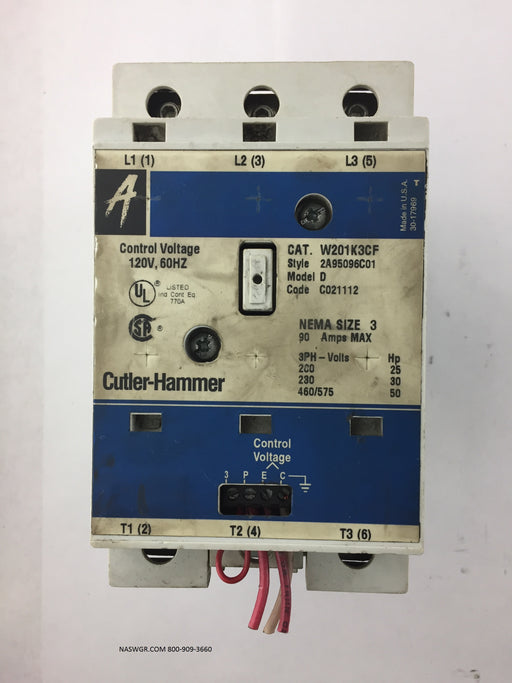 L1 (1) L2 (3) L3 (5)
A
Made in U.S.A.
30-17969
T
Control Voltage
120V, 60HZ
CAT. W201K3CF
Style 2A95096C01
Model D
Code C021112
UL
LISTED
Ind Cont Eq
770A
SA
NEMA SIZE 3
90 Amps MAX
3PH-Volts Hp
200 25
230 30
460/575 50
Cutler-Hammer
Control
Voltage
3 P E C
T1 (2) T2 (4) T3 (6)
NASWGR.COM 800-909-3660